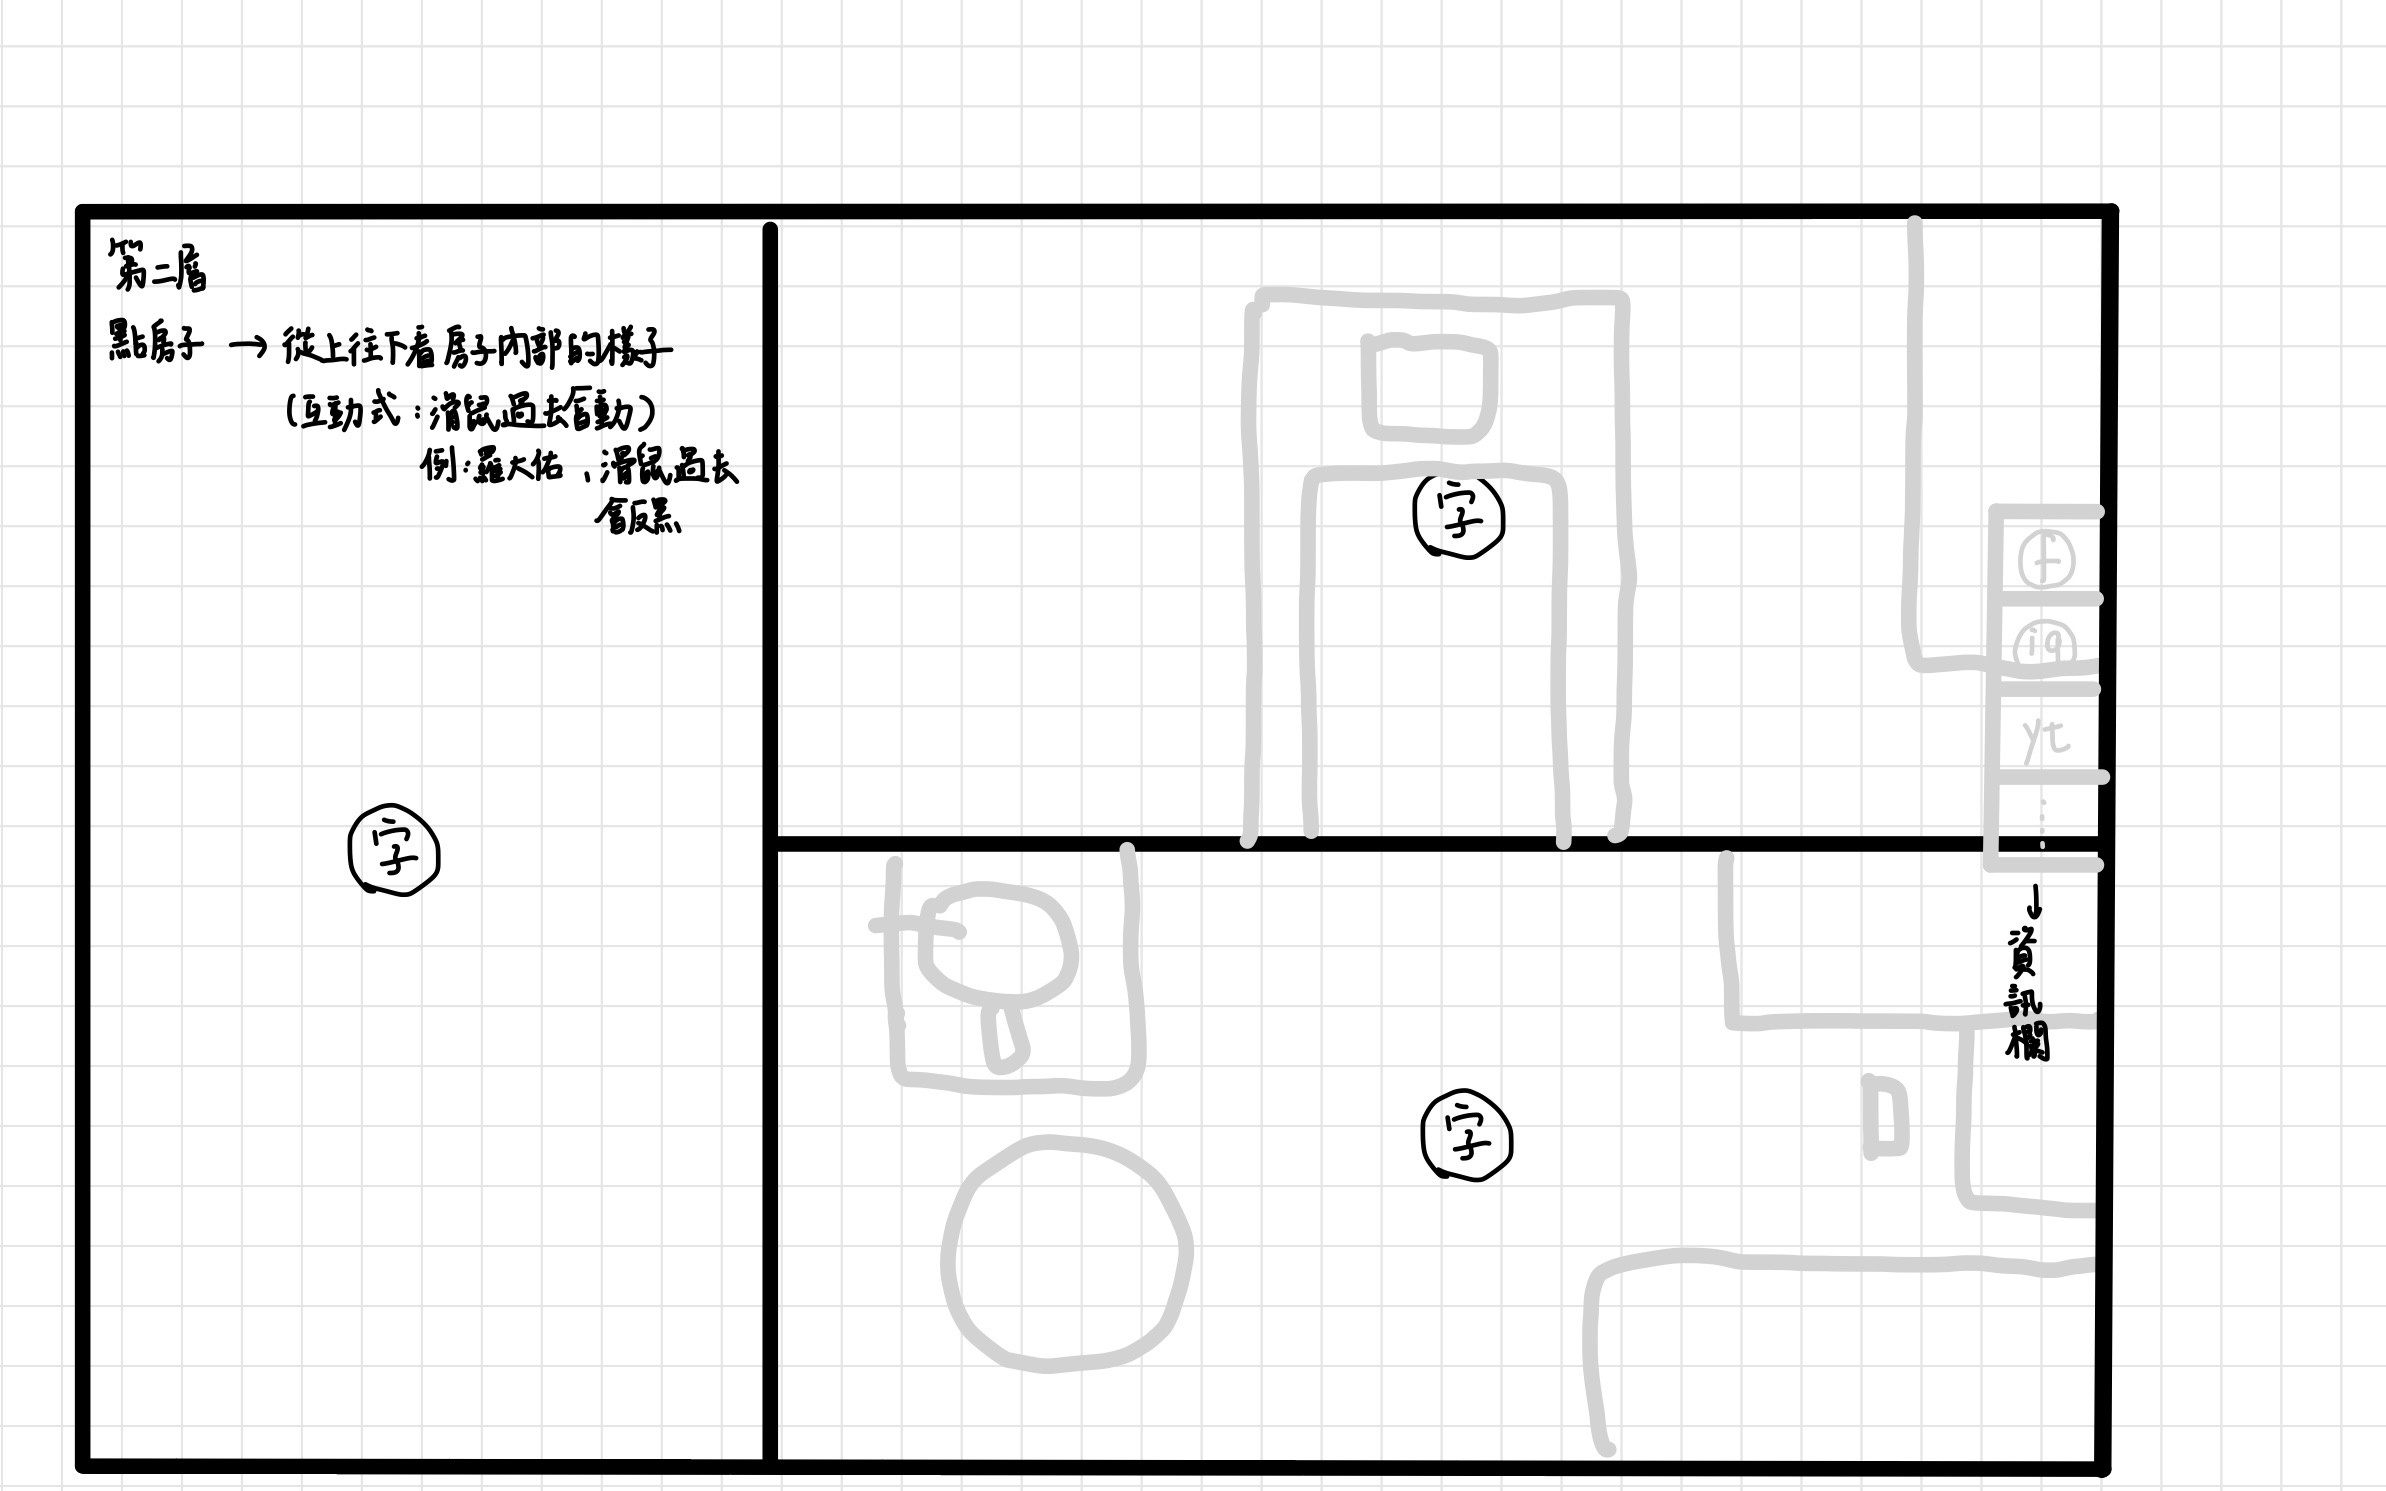 第二層
點房子 → 從上往下看房子內部的樣子
(互動式:滑鼠過去會動)
例:羅大佑,滑鼠過去
會反黑
字
字
f
ig
yt
⋮
↓
資
訊
欄
字